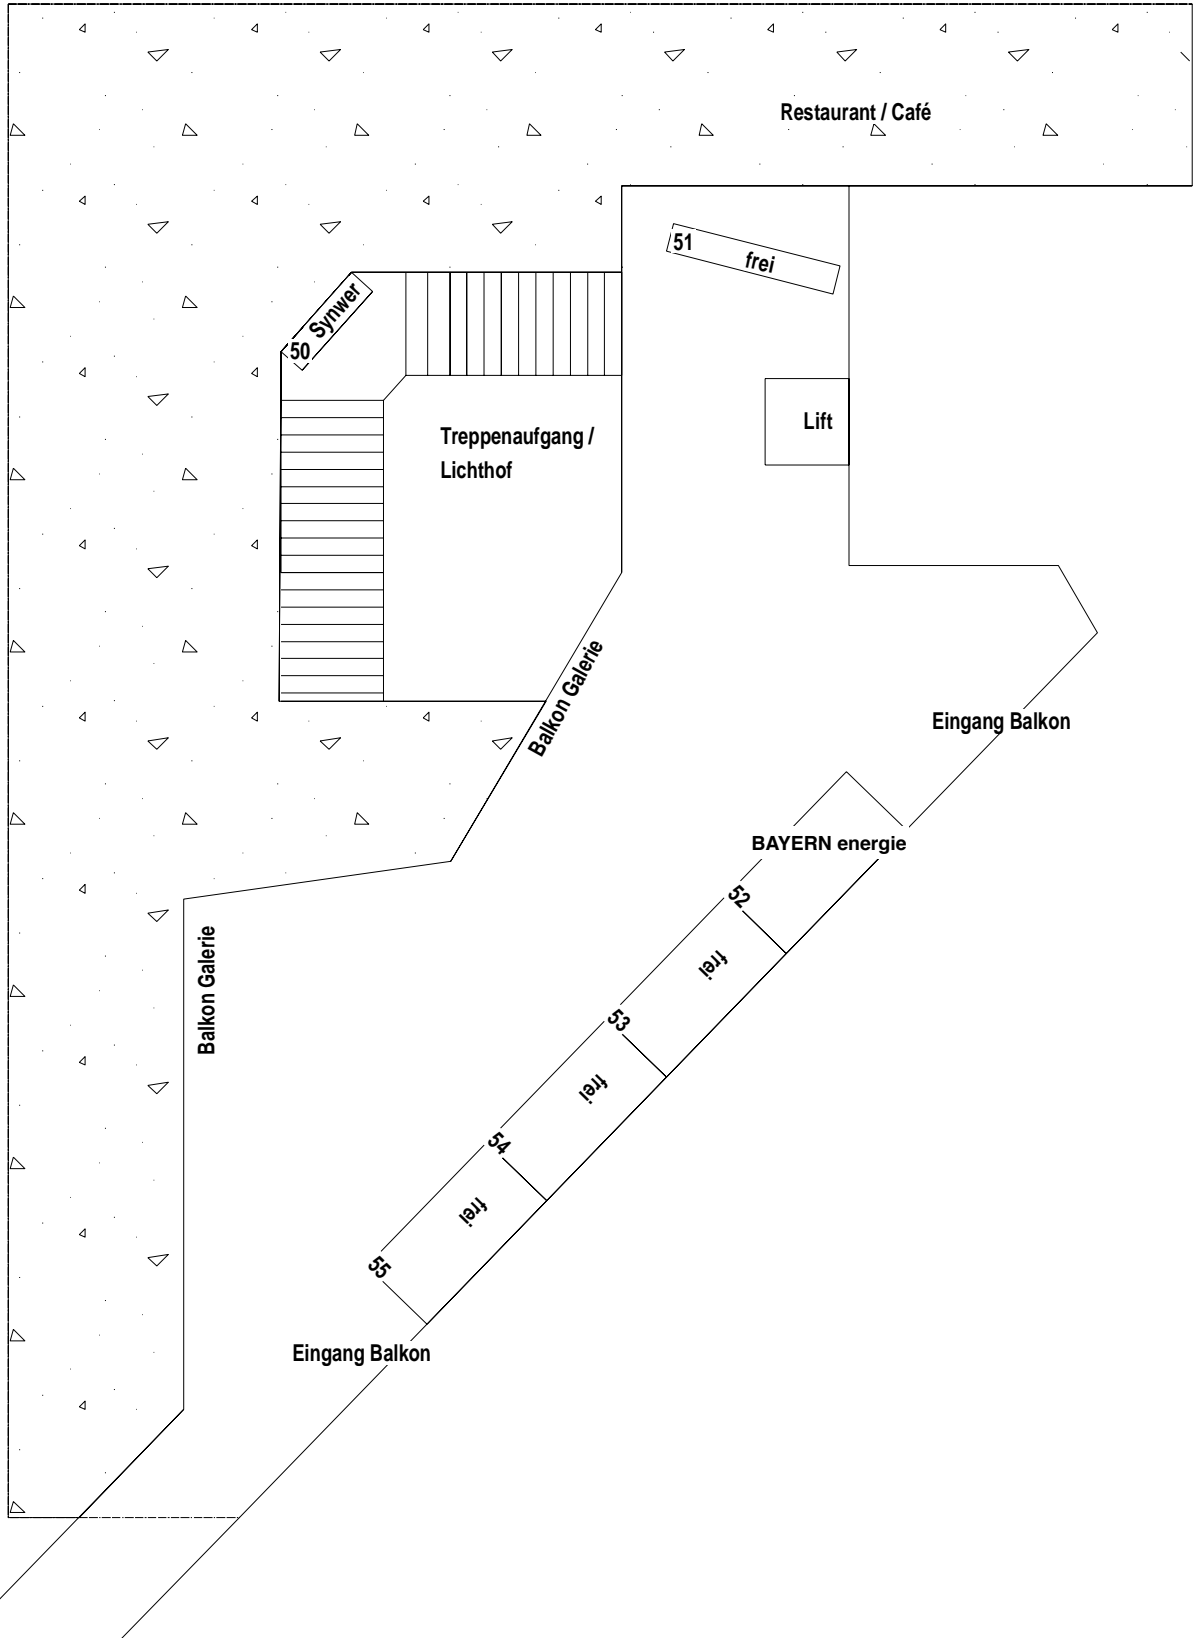 Restaurant / Café
51
frei
50
Synwer
Lift
Treppenaufgang /
Lichthof
Balkon Galerie
Eingang Balkon
BAYERN energie
52
frei
53
frei
54
frei
55
Balkon Galerie
Eingang Balkon